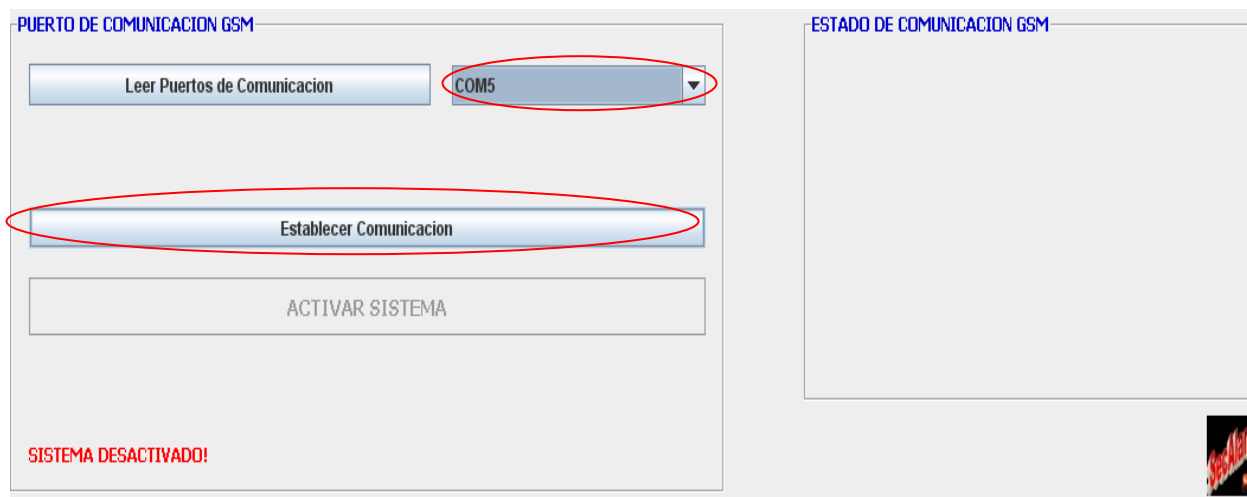 PUERTO DE COMUNICACION GSM
Leer Puertos de Comunicacion
COM5
Establecer Comunicacion
ACTIVAR SISTEMA
SISTEMA DESACTIVADO!
ESTADO DE COMUNICACION GSM